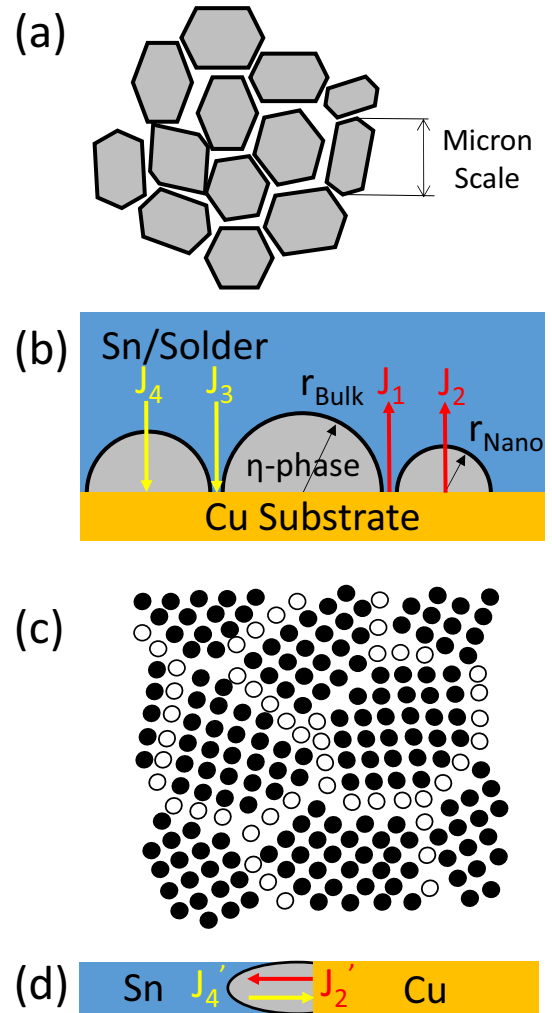 (a)
Micron
Scale
(b)
Sn/Solder
J4 J3 rBulk J1 J2
rNano
η-phase
Cu Substrate
(c)
(d)
Sn J4' J2' Cu